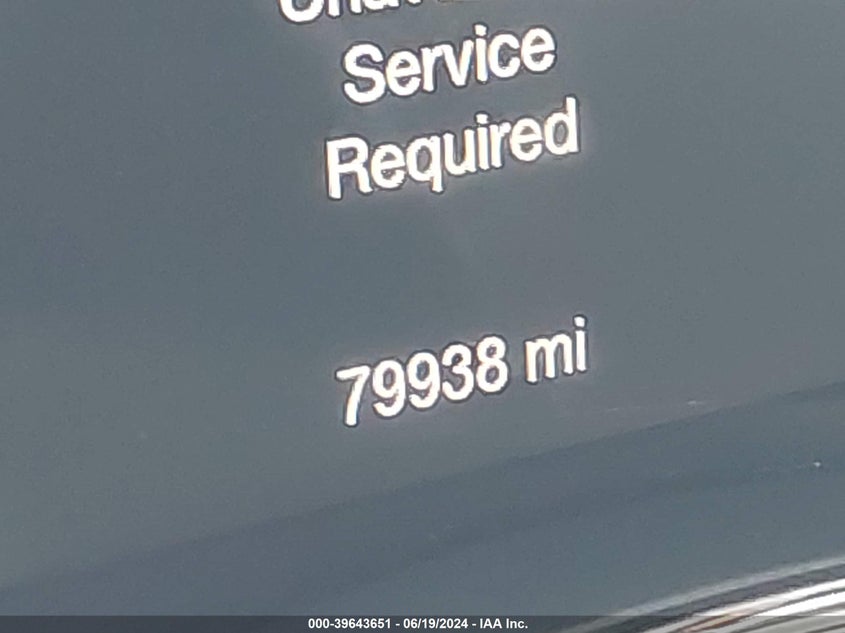 Service
Required
79938 mi
000-39643651 - 06/19/2024 - IAA Inc.